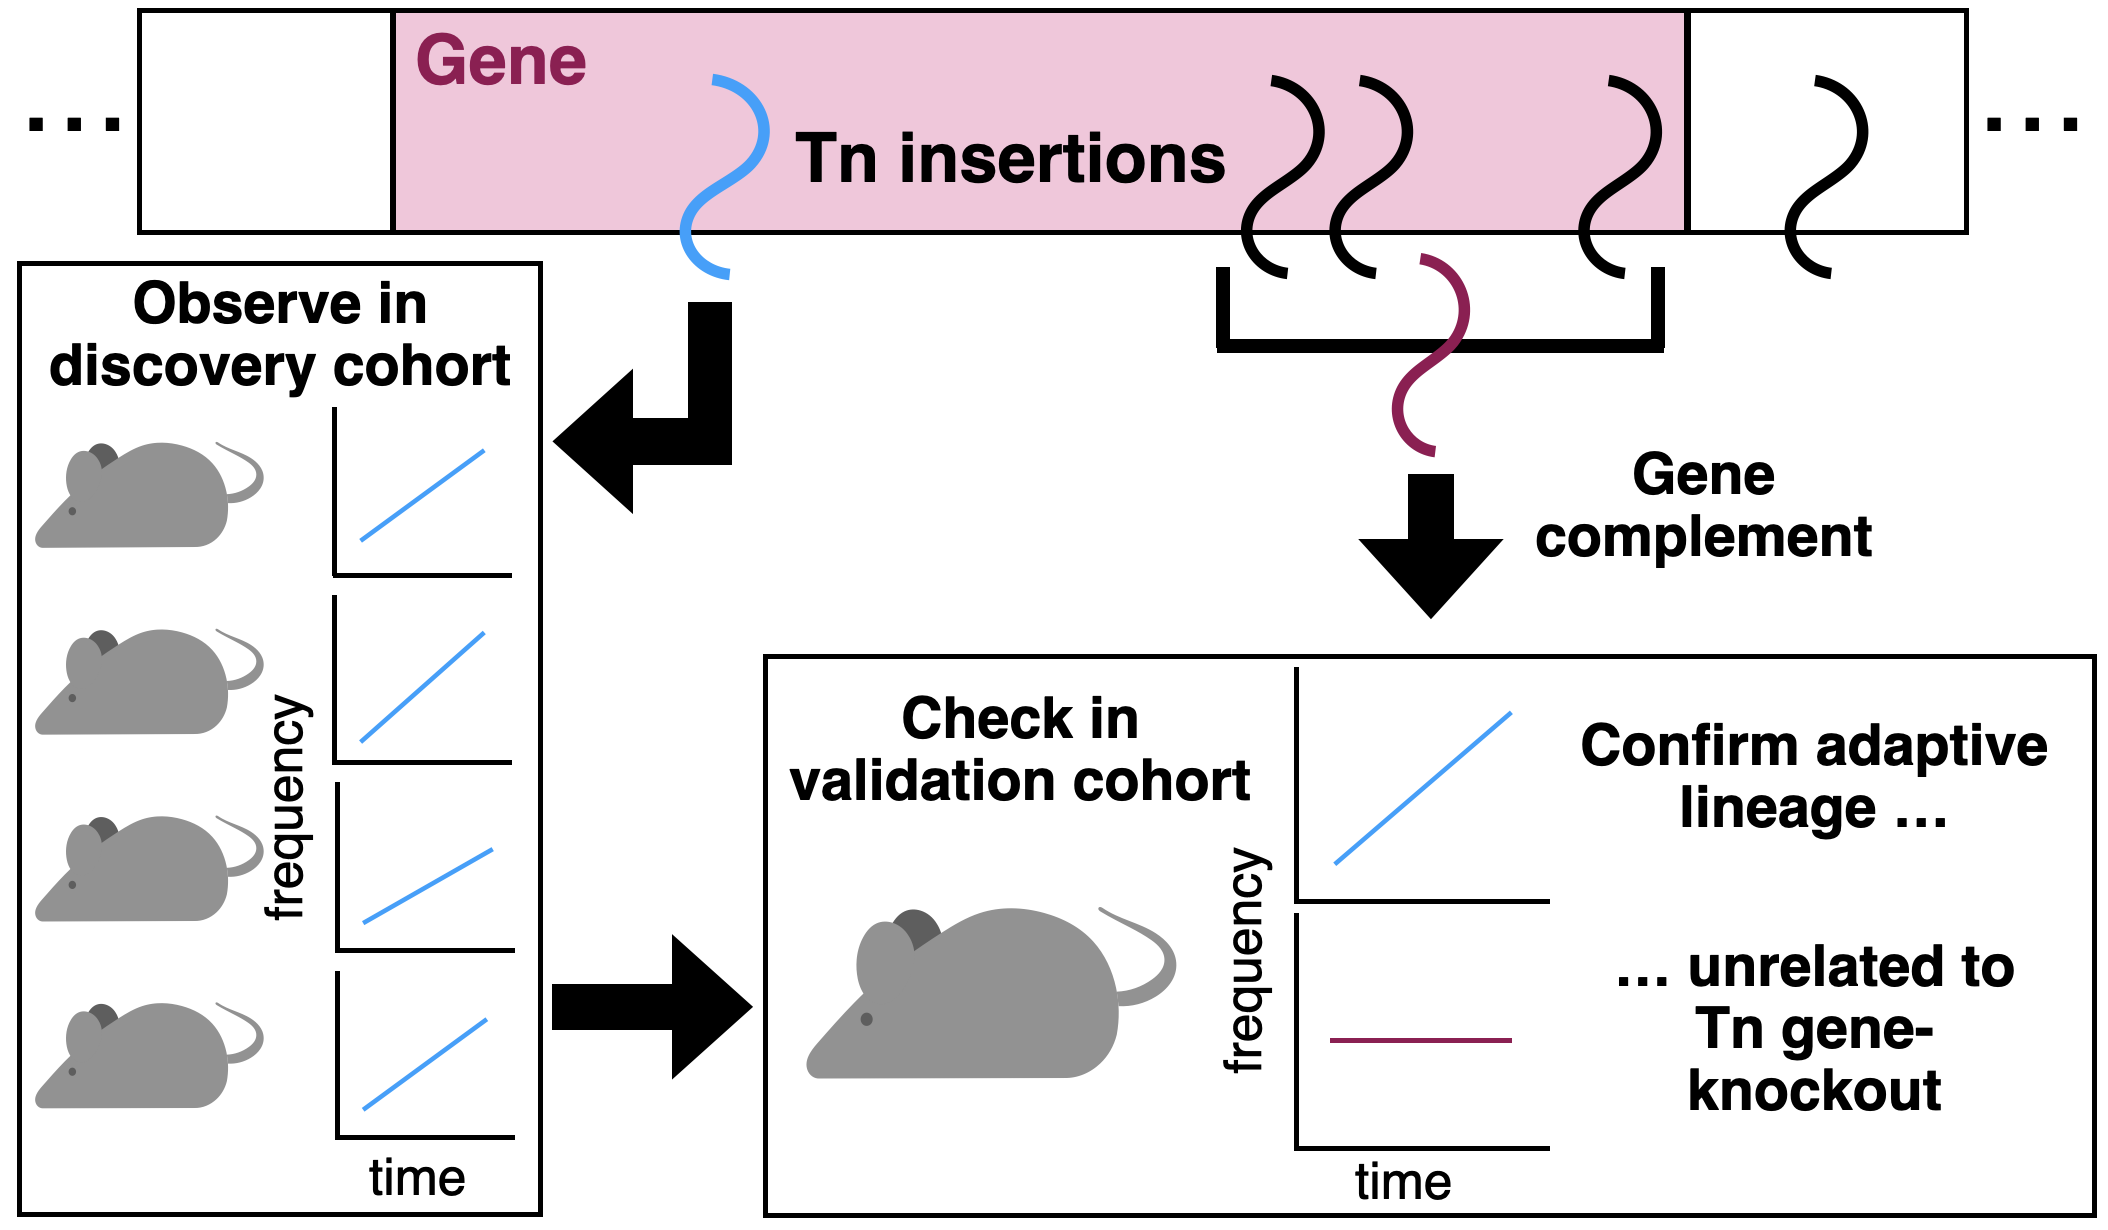 Gene
Tn insertions
...
...
Observe in
discovery cohort
frequency
time
Gene
complement
Check in
validation cohort
frequency
frequency
time
Confirm adaptive
lineage ...
... unrelated to
Tn gene-
knockout